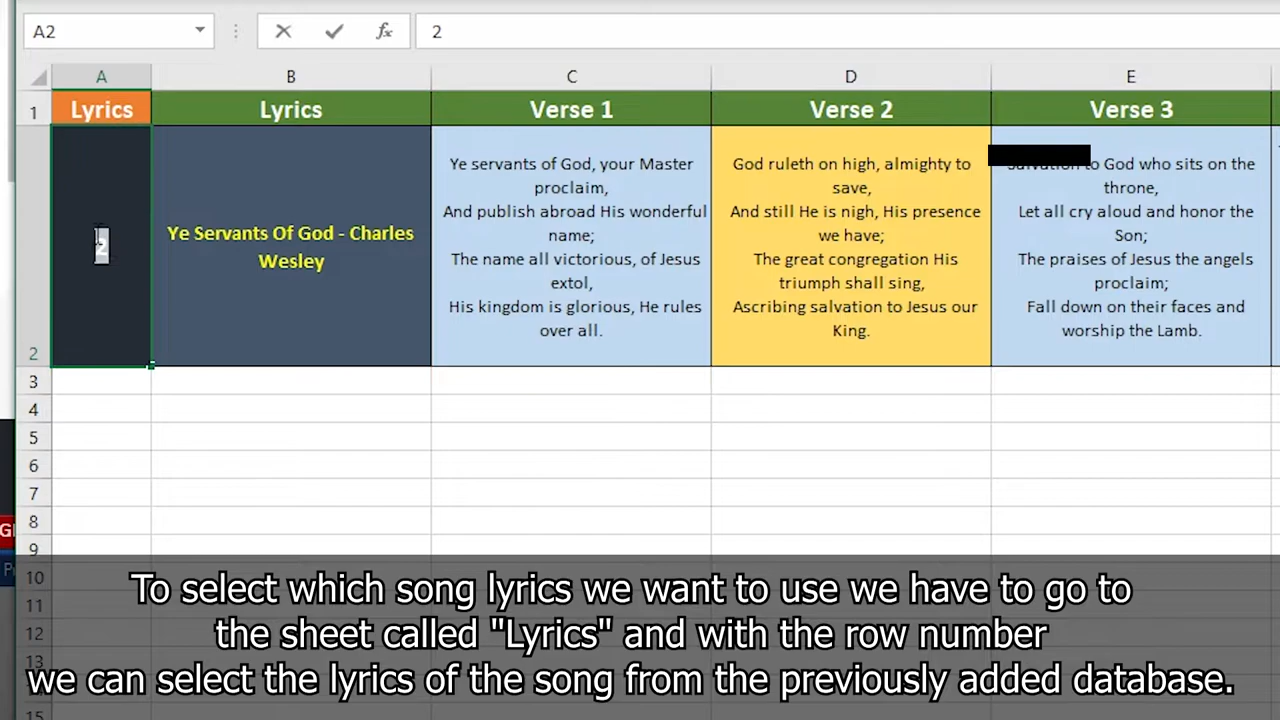 A2
2
A
B
C
D
E
1
Lyrics
Lyrics
Verse 1
Verse 2
Verse 3
2
2
Ye Servants Of God - Charles
Wesley
Ye servants of God, your Master
proclaim,
And publish abroad His wonderful
name;
The name all victorious, of Jesus
extol,
His kingdom is glorious, He rules
over all.
God ruleth on high, almighty to
save,
And still He is nigh, His presence
we have;
The great congregation His
triumph shall sing,
Ascribing salvation to Jesus our
King.
to God who sits on the
throne,
Let all cry aloud and honor the
Son;
The praises of Jesus the angels
proclaim;
Fall down on their faces and
worship the Lamb.
3
4
5
6
7
8
9
10
11
12
13
15
To select which song lyrics we want to use we have to go to
the sheet called "Lyrics" and with the row number
we can select the lyrics of the song from the previously added database.